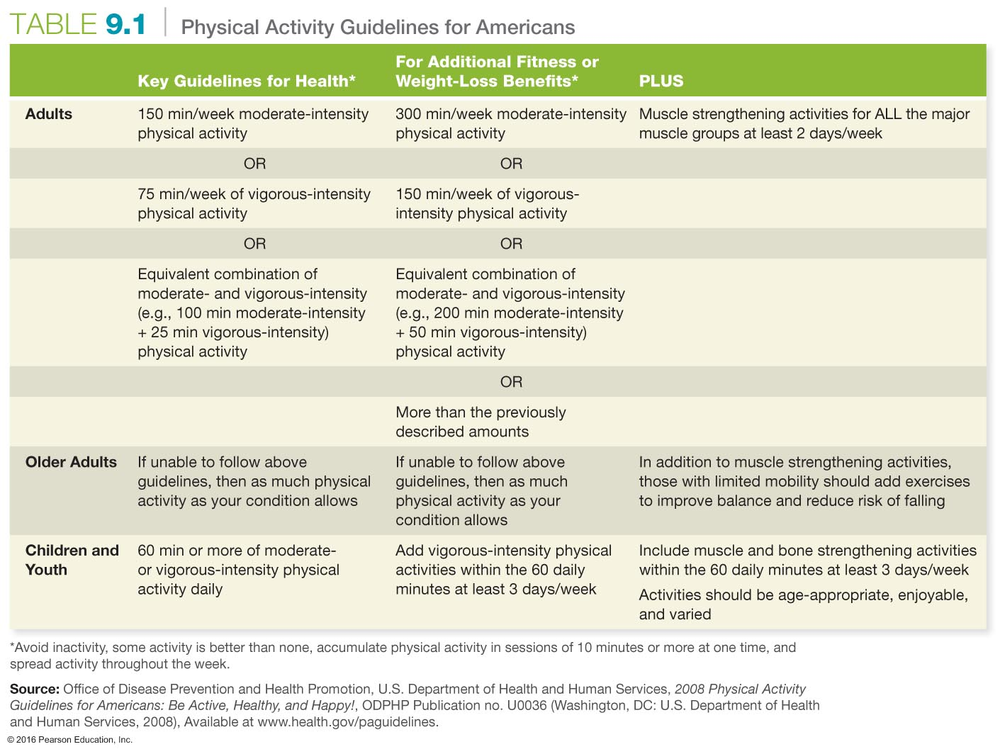 TABLE 9.1 | Physical Activity Guidelines for Americans
Key Guidelines for Health*
For Additional Fitness or
Weight-Loss Benefits*
PLUS
Adults
150 min/week moderate-intensity
physical activity
300 min/week moderate-intensity
physical activity
Muscle strengthening activities for ALL the major
muscle groups at least 2 days/week
OR
OR
75 min/week of vigorous-intensity
physical activity
150 min/week of vigorous-
intensity physical activity
OR
OR
Equivalent combination of
moderate- and vigorous-intensity
(e.g., 100 min moderate-intensity
+ 25 min vigorous-intensity)
physical activity
Equivalent combination of
moderate- and vigorous-intensity
(e.g., 200 min moderate-intensity
+ 50 min vigorous-intensity)
physical activity
OR
More than the previously
described amounts
Older Adults
If unable to follow above
guidelines, then as much physical
activity as your condition allows
If unable to follow above
guidelines, then as much
physical activity as your
condition allows
In addition to muscle strengthening activities,
those with limited mobility should add exercises
to improve balance and reduce risk of falling
Children and
Youth
60 min or more of moderate-
or vigorous-intensity physical
activity daily
Add vigorous-intensity physical
activities within the 60 daily
minutes at least 3 days/week
Include muscle and bone strengthening activities
within the 60 daily minutes at least 3 days/week
Activities should be age-appropriate, enjoyable,
and varied
*Avoid inactivity, some activity is better than none, accumulate physical activity in sessions of 10 minutes or more at one time, and
spread activity throughout the week.
Source: Office of Disease Prevention and Health Promotion, U.S. Department of Health and Human Services, 2008 Physical Activity
Guidelines for Americans: Be Active, Healthy, and Happy!, ODPHP Publication no. U0036 (Washington, DC: U.S. Department of Health
and Human Services, 2008), Available at www.health.gov/paguidelines.
© 2016 Pearson Education, Inc.